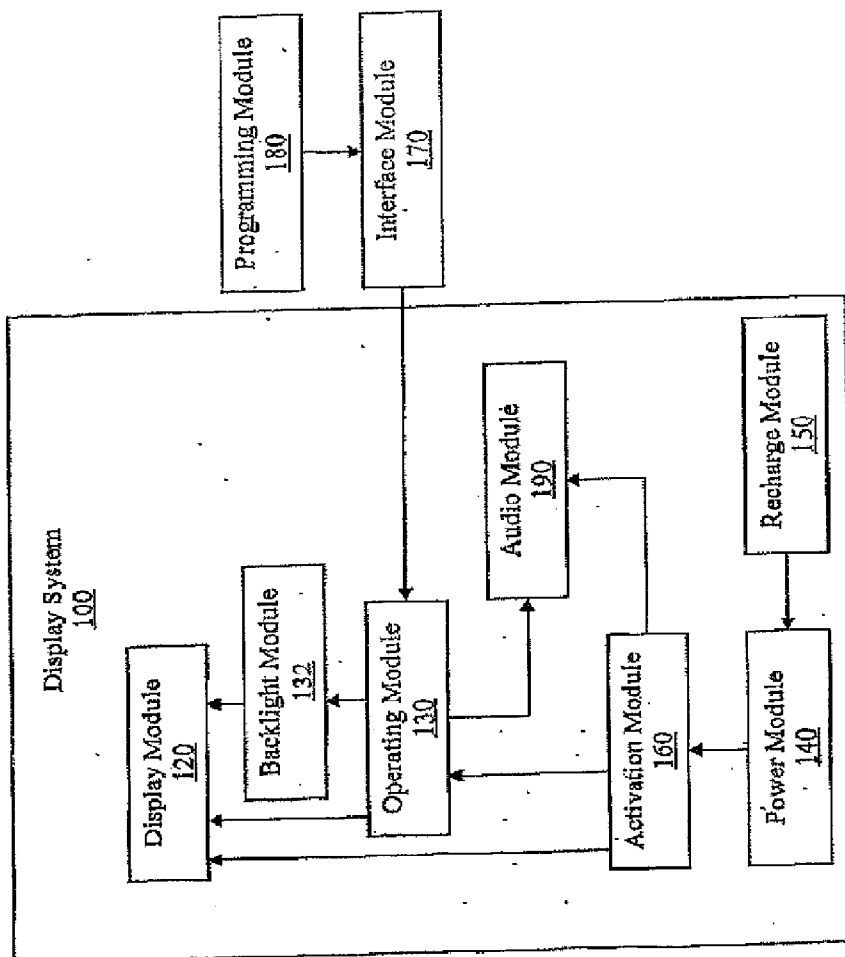 Display System
100
Display Module
120
Backlight Module
132
Operating Module
130
Audio Module
190
Activation Module
160
Power Module
140
Recharge Module
150
Programming Module
180
Interface Module
170